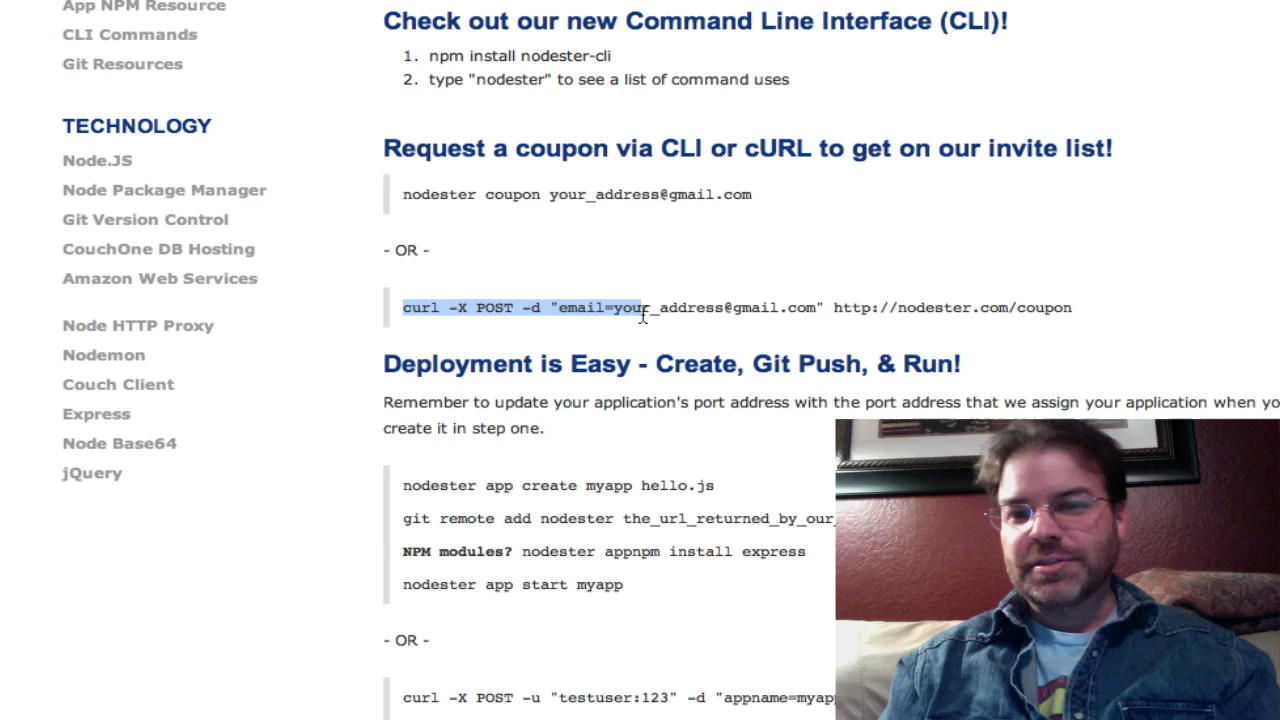 App NPM Resource
CLI Commands
Git Resources
TECHNOLOGY
Node.JS
Node Package Manager
Git Version Control
CouchOne DB Hosting
Amazon Web Services
Node HTTP Proxy
Nodemon
Couch Client
Express
Node Base64
jQuery
Check out our new Command Line Interface (CLI)!
1. npm install nodester-cli
2. type "nodester" to see a list of command uses
Request a coupon via CLI or cURL to get on our invite list!
nodester coupon your_address@gmail.com
- OR -
curl -X POST -d "email=your_address@gmail.com" http://nodester.com/coupon
Deployment is Easy - Create, Git Push, & Run!
Remember to update your application's port address with the port address that we assign your application when yo
create it in step one.
nodester app create myapp hello.js
git remote add nodester the_url_returned_by_our_
NPM modules? nodester appnpm install express
nodester app start myapp
- OR -
curl -X POST -u "testuser:123" -d "appname=myapp